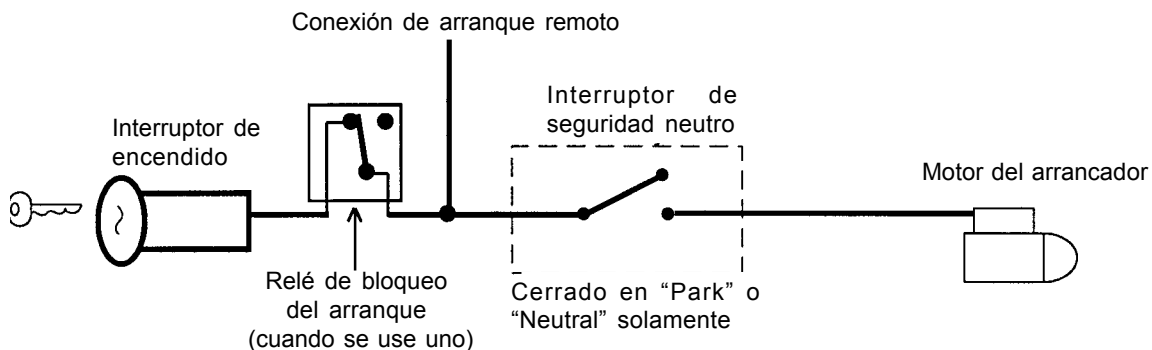 Conexión de arranque remoto
Interruptor de
encendido
Interruptor de
seguridad neutro
Motor del arrancador
Relé de bloqueo
del arranque
(cuando se use uno)
Cerrado en “Park” o
“Neutral” solamente